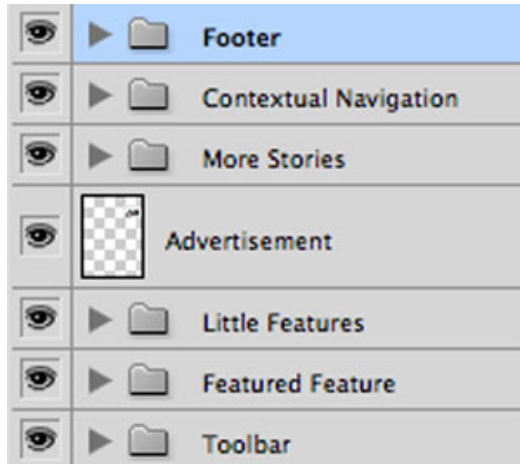 Footer
Contextual Navigation
More Stories
Advertisement
Little Features
Featured Feature
Toolbar